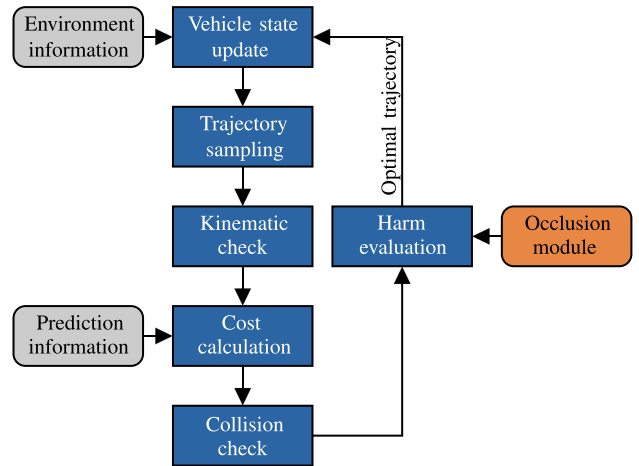 Environment
information
Vehicle state
update
Optimal trajectory
Trajectory
sampling
Kinematic
check
Harm
evaluation
Occlusion
module
Prediction
information
Cost
calculation
Collision
check